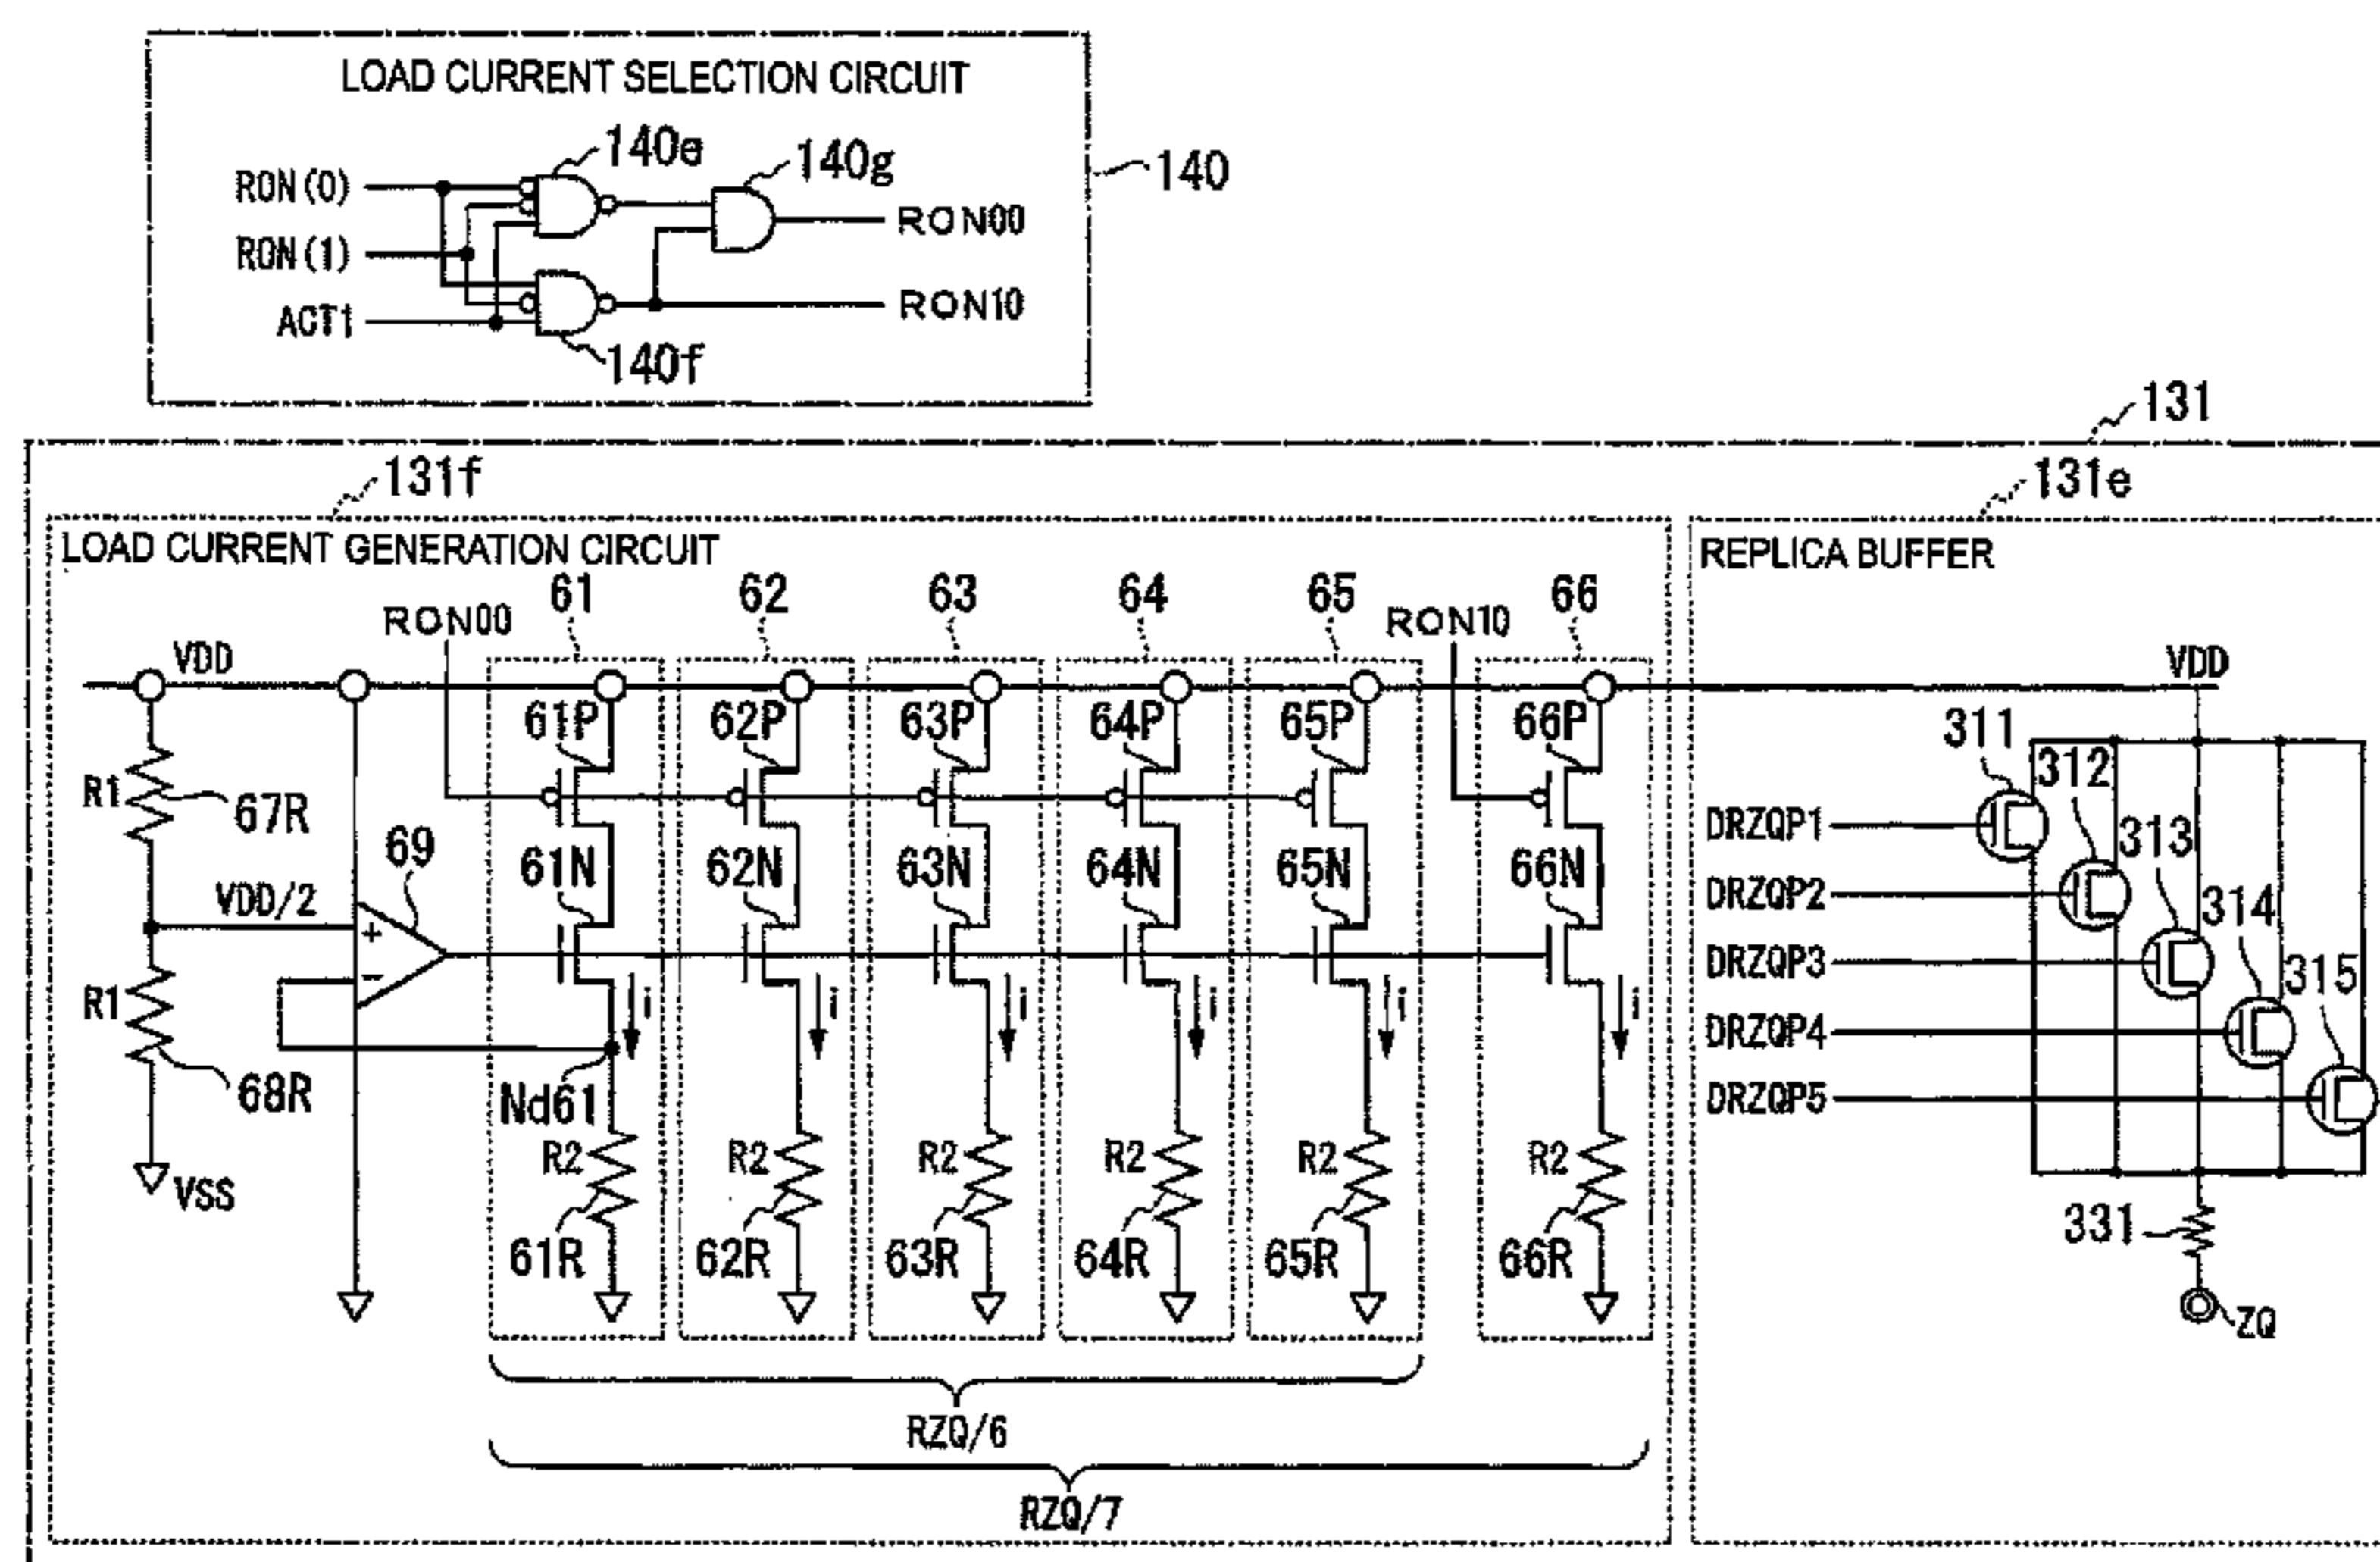 LOAD CURRENT SELECTION CIRCUIT
140e
140g
140
RON(0)
RON00
RON(1)
RON10
ACT1
140f
131
131f
131e
LOAD CURRENT GENERATION CIRCUIT
REPLICA BUFFER
61
62
63
64
65
66
RON00
RON10
VDD
VDD
61P
62P
63P
64P
65P
66P
311
312
R1
67R
DRZQP1
313
69
61N
62N
63N
64N
65N
66N
VDD/2
DRZQP2
314
+
DRZQP3
315
-
R1
i
i
i
i
i
i
DRZQP4
68R
Nd61
DRZQP5
R2
R2
R2
R2
R2
R2
VSS
331
61R
62R
63R
64R
65R
66R
ZQ
RZQ/6
RZQ/7